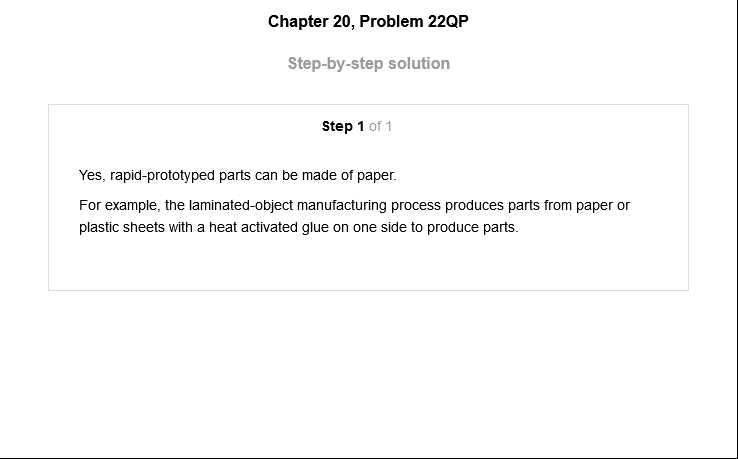 Chapter 20, Problem 22QP
Step-by-step solution
Step 1 of 1
Yes, rapid-prototyped parts can be made of paper.
For example, the laminated-object manufacturing process produces parts from paper or
plastic sheets with a heat activated glue on one side to produce parts.